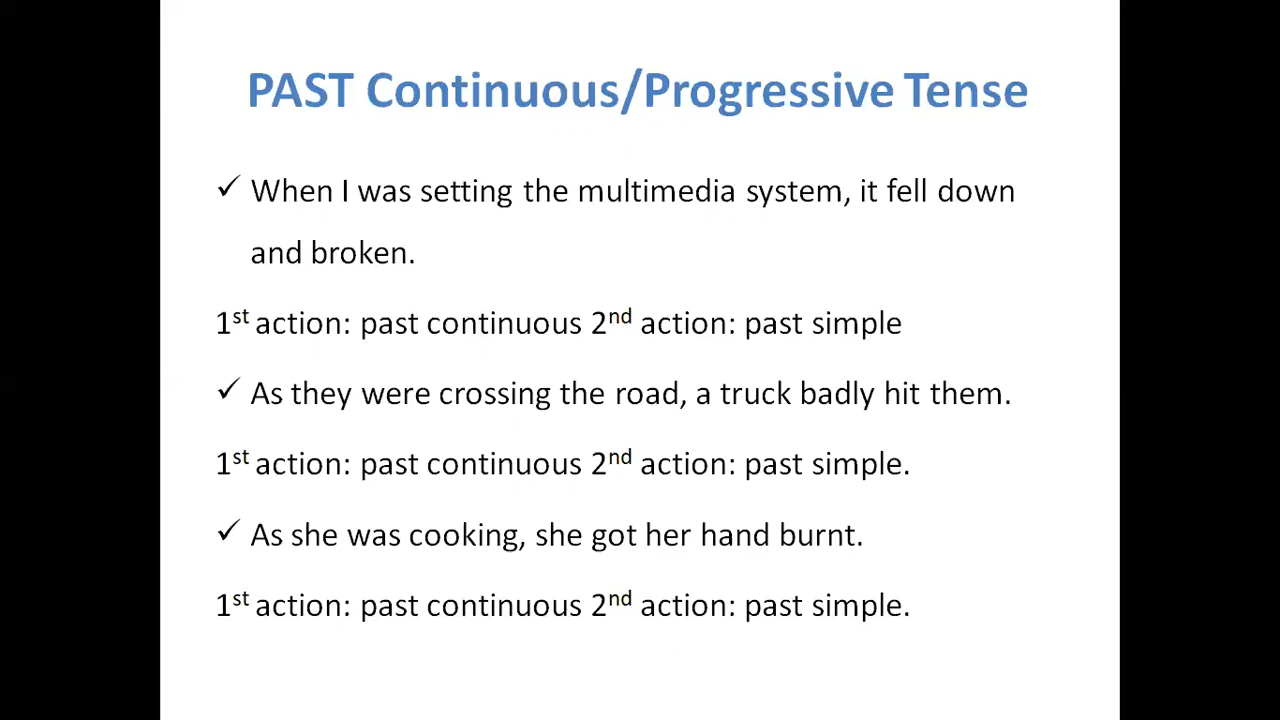 PAST Continuous/Progressive Tense
✓ When I was setting the multimedia system, it fell down
and broken.
1st action: past continuous 2nd action: past simple
✓ As they were crossing the road, a truck badly hit them.
1st action: past continuous 2nd action: past simple.
✓ As she was cooking, she got her hand burnt.
1st action: past continuous 2nd action: past simple.